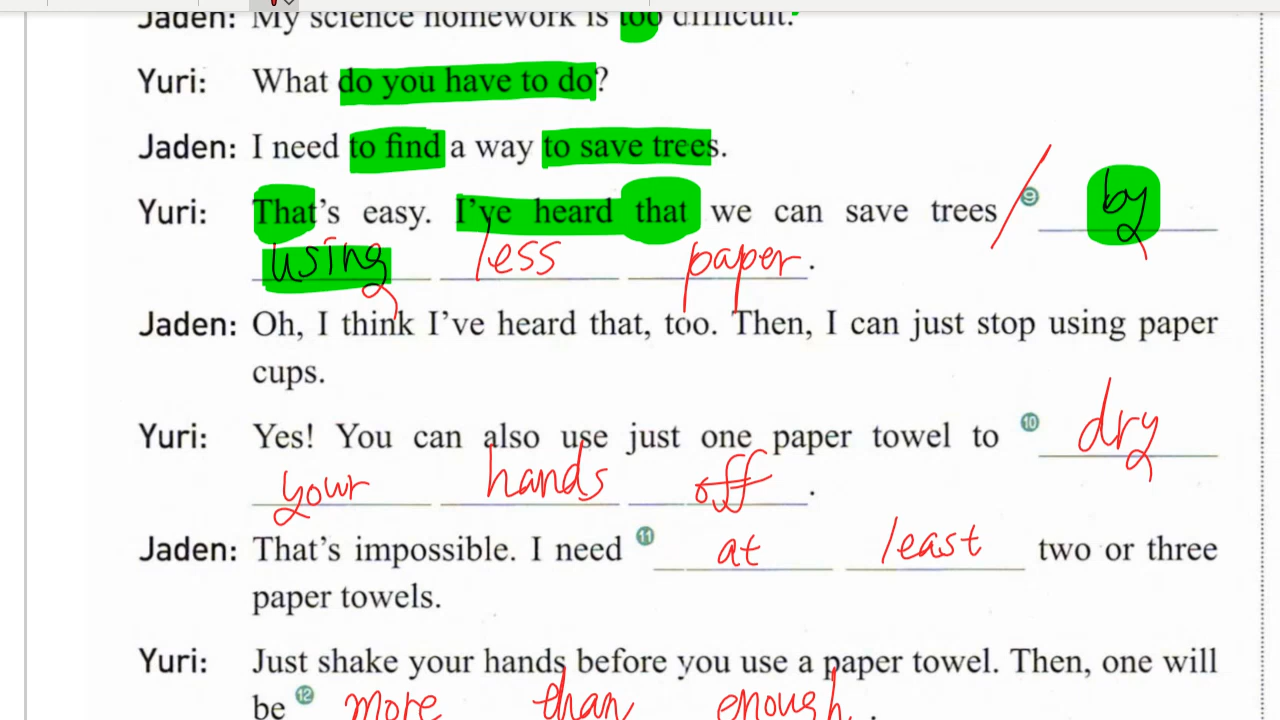 Jaden: My science homework is too difficult.
Yuri: What do you have to do?
Jaden: I need to find a way to save trees.
Yuri: That's easy. I've heard that we can save trees / 9 by
using less paper.
Jaden: Oh, I think I've heard that, too. Then, I can just stop using paper
cups.
Yuri: Yes! You can also use just one paper towel to 10 dry
your hands off.
Jaden: That's impossible. I need 11 at least two or three
paper towels.
Yuri: Just shake your hands before you use a paper towel. Then, one will
be 12 more than enough.